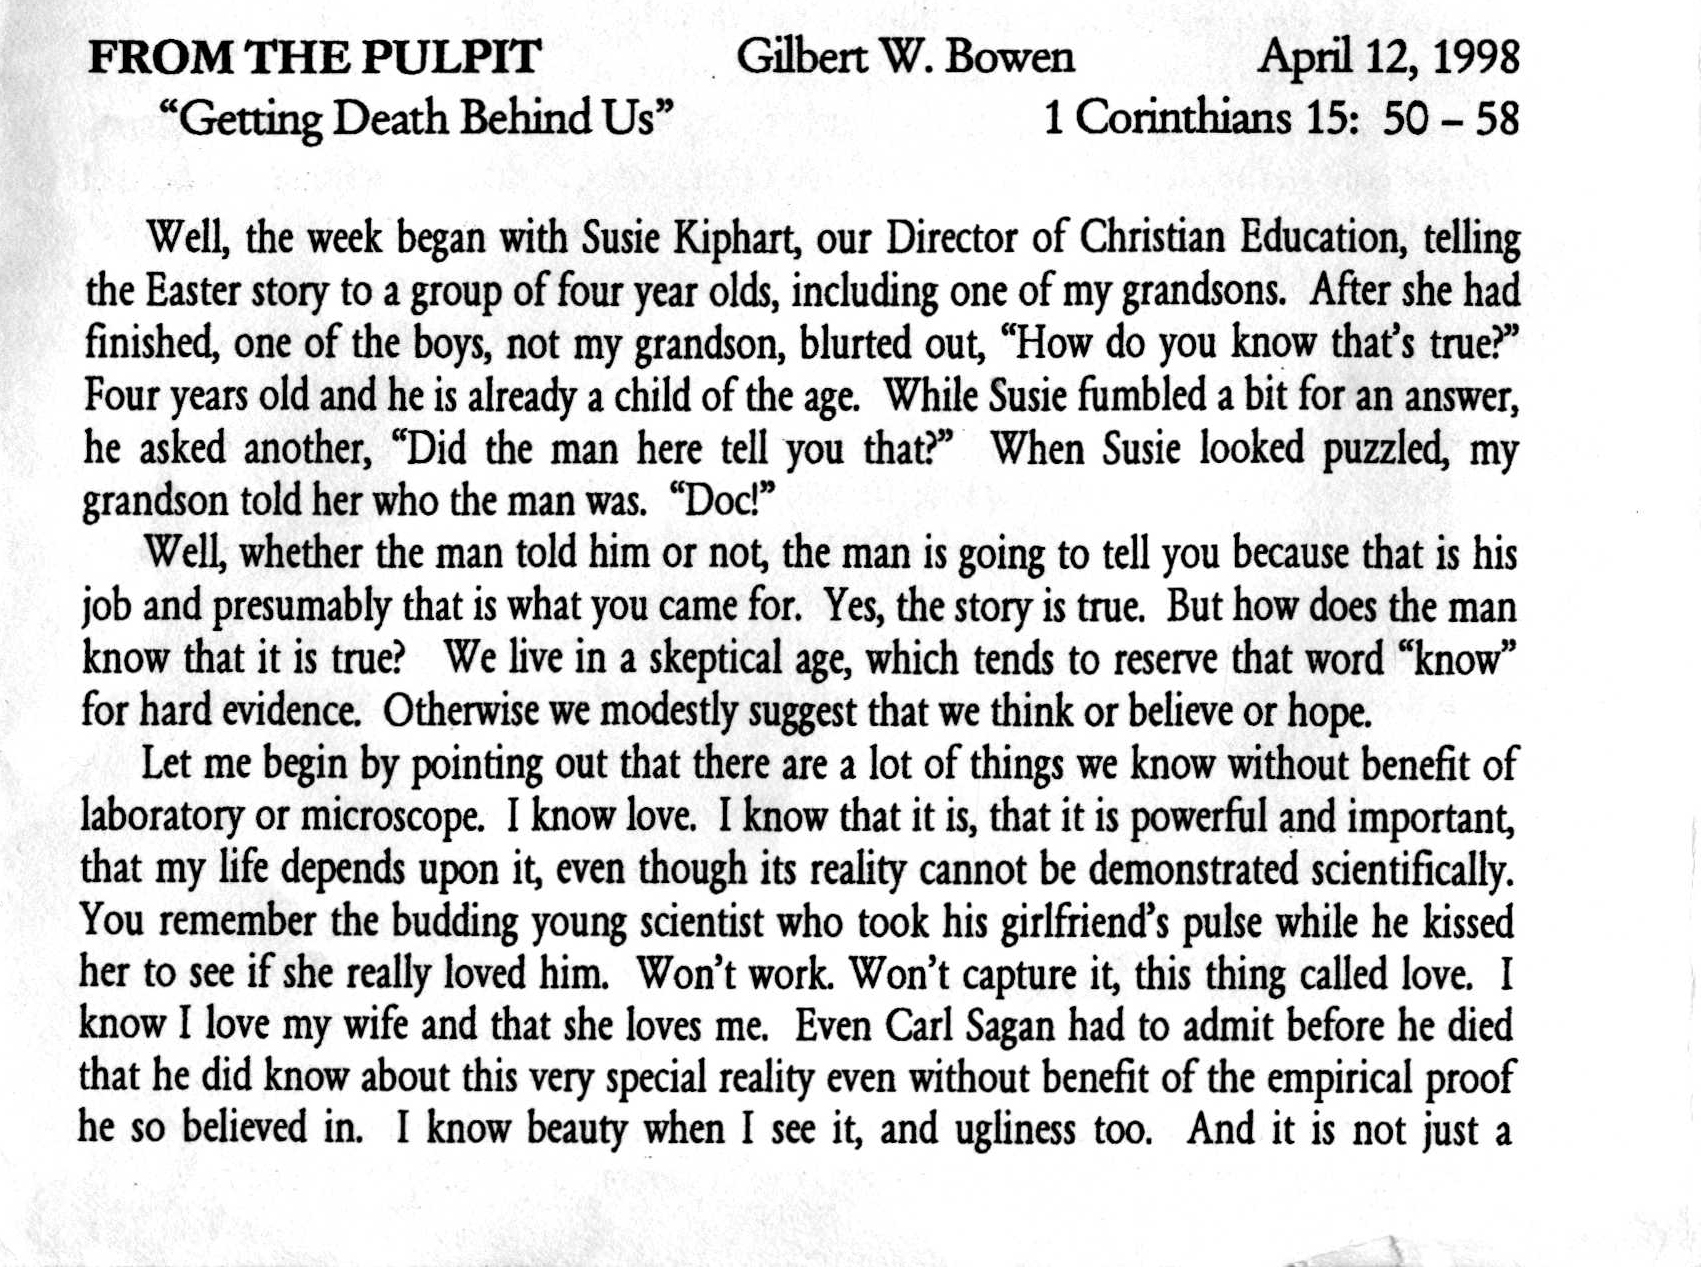 FROM THE PULPIT Gilbert W. Bowen April 12, 1998
“Getting Death Behind Us” 1 Corinthians 15: 50 – 58
Well, the week began with Susie Kiphart, our Director of Christian Education, telling
the Easter story to a group of four year olds, including one of my grandsons. After she had
finished, one of the boys, not my grandson, blurted out, “How do you know that’s true?”
Four years old and he is already a child of the age. While Susie fumbled a bit for an answer,
he asked another, “Did the man here tell you that?” When Susie looked puzzled, my
grandson told her who the man was. “Doc!”
Well, whether the man told him or not, the man is going to tell you because that is his
job and presumably that is what you came for. Yes, the story is true. But how does the man
know that it is true? We live in a skeptical age, which tends to reserve that word “know”
for hard evidence. Otherwise we modestly suggest that we think or believe or hope.
Let me begin by pointing out that there are a lot of things we know without benefit of
laboratory or microscope. I know love. I know that it is, that it is powerful and important,
that my life depends upon it, even though its reality cannot be demonstrated scientifically.
You remember the budding young scientist who took his girlfriend’s pulse while he kissed
her to see if she really loved him. Won’t work. Won’t capture it, this thing called love. I
know I love my wife and that she loves me. Even Carl Sagan had to admit before he died
that he did know about this very special reality even without benefit of the empirical proof
he so believed in. I know beauty when I see it, and ugliness too. And it is not just a